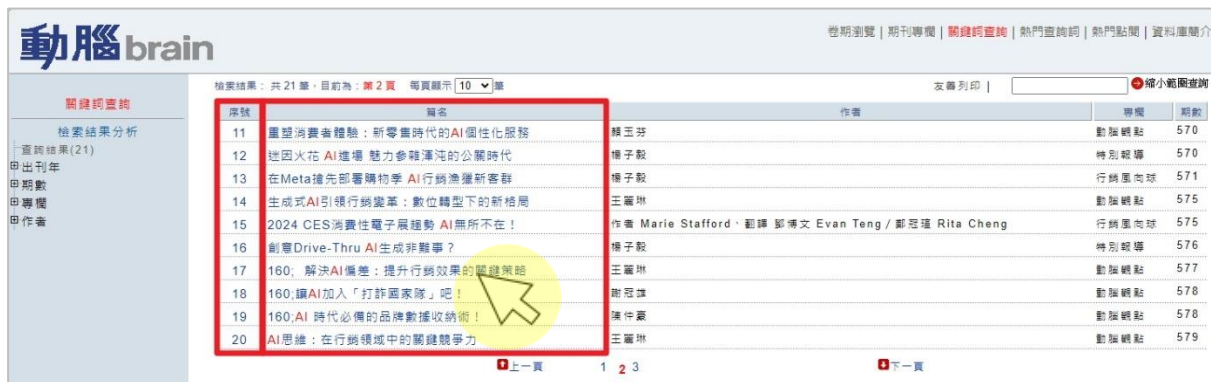 動腦brain
卷期瀏覽 | 期刊專欄 | 關鍵詞查詢 | 熱門查詢詞 | 熱門點閱 | 資料庫簡介
關鍵詞查詢
檢索結果分析
查詢結果(21)
出刊年
期數
專欄
作者
檢索結果： 共 21 筆，目前為：第 2 頁 每頁顯示 10 筆
友善列印 | 縮小範圍查詢
序號 篇名 作者 專欄 期數
11 重塑消費者體驗：新零售時代的AI個性化服務 顏玉芬 動腦觀點 570
12 迷因火花 AI進場 魅力參雜渾沌的公關時代 楊子毅 特別報導 570
13 在Meta搶先部署購物季 AI行銷漁獵新客群 楊子毅 行銷風向球 571
14 生成式AI引領行銷變革：數位轉型下的新格局 王麗琳 動腦觀點 575
15 2024 CES消費性電子展趨勢 AI無所不在！ 作者 Marie Stafford、翻譯 鄧博文 Evan Teng / 鄭冠瑄 Rita Cheng 行銷風向球 575
16 創意Drive-Thru AI生成非難事？ 楊子毅 特別報導 576
17 160; 解決AI偏差：提升行銷效果的關鍵策略 王麗琳 動腦觀點 577
18 160;讓AI加入「打詐國家隊」吧！ 謝冠雄 動腦觀點 578
19 160;AI 時代必備的品牌數據收納術！ 陳仲豪 動腦觀點 578
20 AI思維：在行銷領域中的關鍵競爭力 王麗琳 動腦觀點 579
上一頁 1 2 3 下一頁